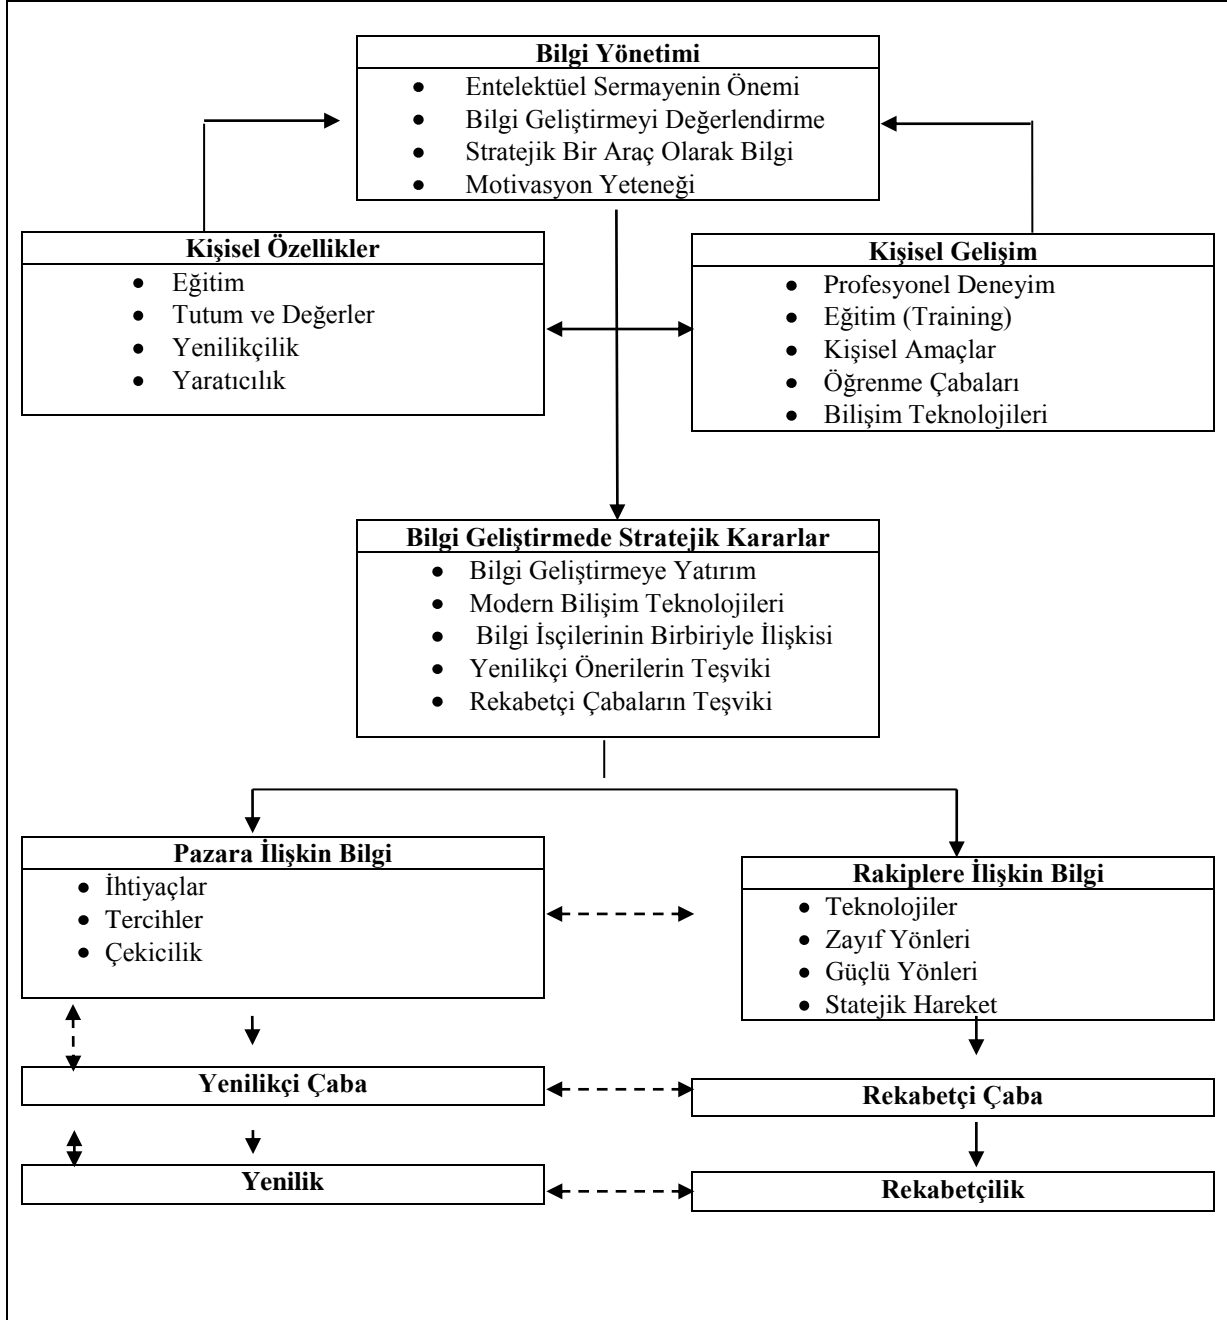 Bilgi Yönetimi
• Entelektüel Sermayenin Önemi
• Bilgi Geliştirmeyi Değerlendirme
• Stratejik Bir Araç Olarak Bilgi
• Motivasyon Yeteneği
Kişisel Özellikler
• Eğitim
• Tutum ve Değerler
• Yenilikçilik
• Yaratıcılık
Kişisel Gelişim
• Profesyonel Deneyim
• Eğitim (Training)
• Kişisel Amaçlar
• Öğrenme Çabaları
• Bilişim Teknolojileri
Bilgi Geliştirmede Stratejik Kararlar
• Bilgi Geliştirmeye Yatırım
• Modern Bilişim Teknolojileri
• Bilgi İsçilerinin Birbiriyle İlişkisi
• Yenilikçi Önerilerin Teşviki
• Rekabetçi Çabaların Teşviki
Pazara İlişkin Bilgi
• İhtiyaçlar
• Tercihler
• Çekicilik
Rakiplere İlişkin Bilgi
• Teknolojiler
• Zayıf Yönleri
• Güçlü Yönleri
• Statejik Hareket
Yenilikçi Çaba
Rekabetçi Çaba
Yenilik
Rekabetçilik